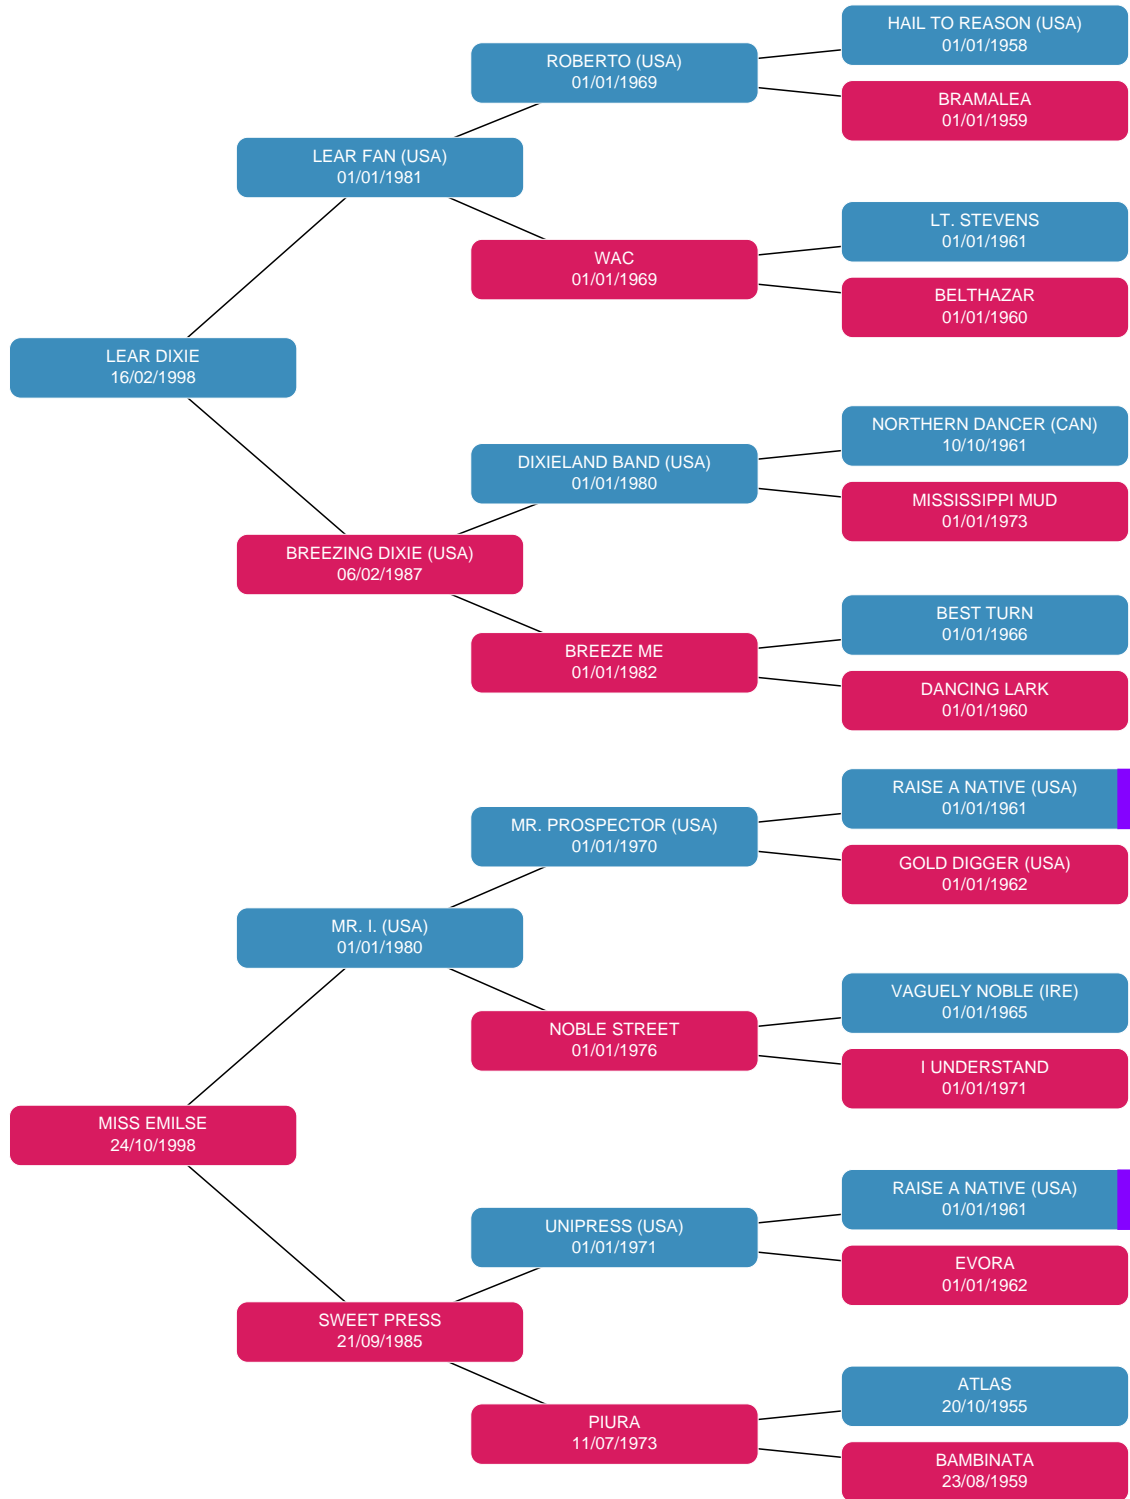 HAIL TO REASON (USA)
01/01/1958
ROBERTO (USA)
01/01/1969
BRAMALEA
01/01/1959
LEAR FAN (USA)
01/01/1981
LT. STEVENS
01/01/1961
WAC
01/01/1969
BELTHAZAR
01/01/1960
LEAR DIXIE
16/02/1998
NORTHERN DANCER (CAN)
10/10/1961
DIXIELAND BAND (USA)
01/01/1980
MISSISSIPPI MUD
01/01/1973
BREEZING DIXIE (USA)
06/02/1987
BEST TURN
01/01/1966
BREEZE ME
01/01/1982
DANCING LARK
01/01/1960
RAISE A NATIVE (USA)
01/01/1961
MR. PROSPECTOR (USA)
01/01/1970
GOLD DIGGER (USA)
01/01/1962
MR. I. (USA)
01/01/1980
VAGUELY NOBLE (IRE)
01/01/1965
NOBLE STREET
01/01/1976
I UNDERSTAND
01/01/1971
MISS EMILSE
24/10/1998
RAISE A NATIVE (USA)
01/01/1961
UNIPRESS (USA)
01/01/1971
EVORA
01/01/1962
SWEET PRESS
21/09/1985
ATLAS
20/10/1955
PIURA
11/07/1973
BAMBINATA
23/08/1959